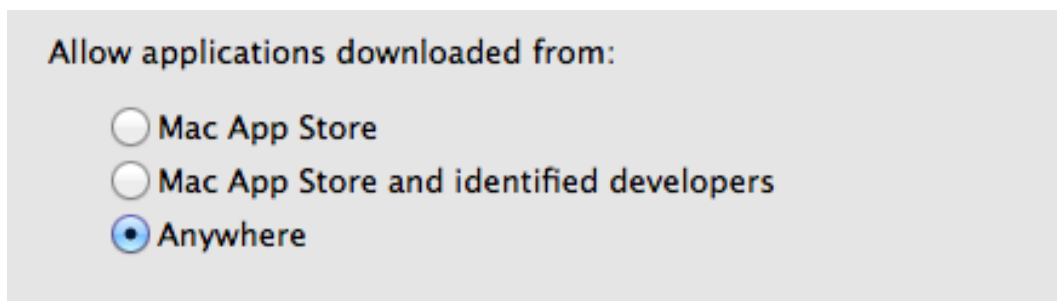 Allow applications downloaded from:
Mac App Store
Mac App Store and identified developers
Anywhere